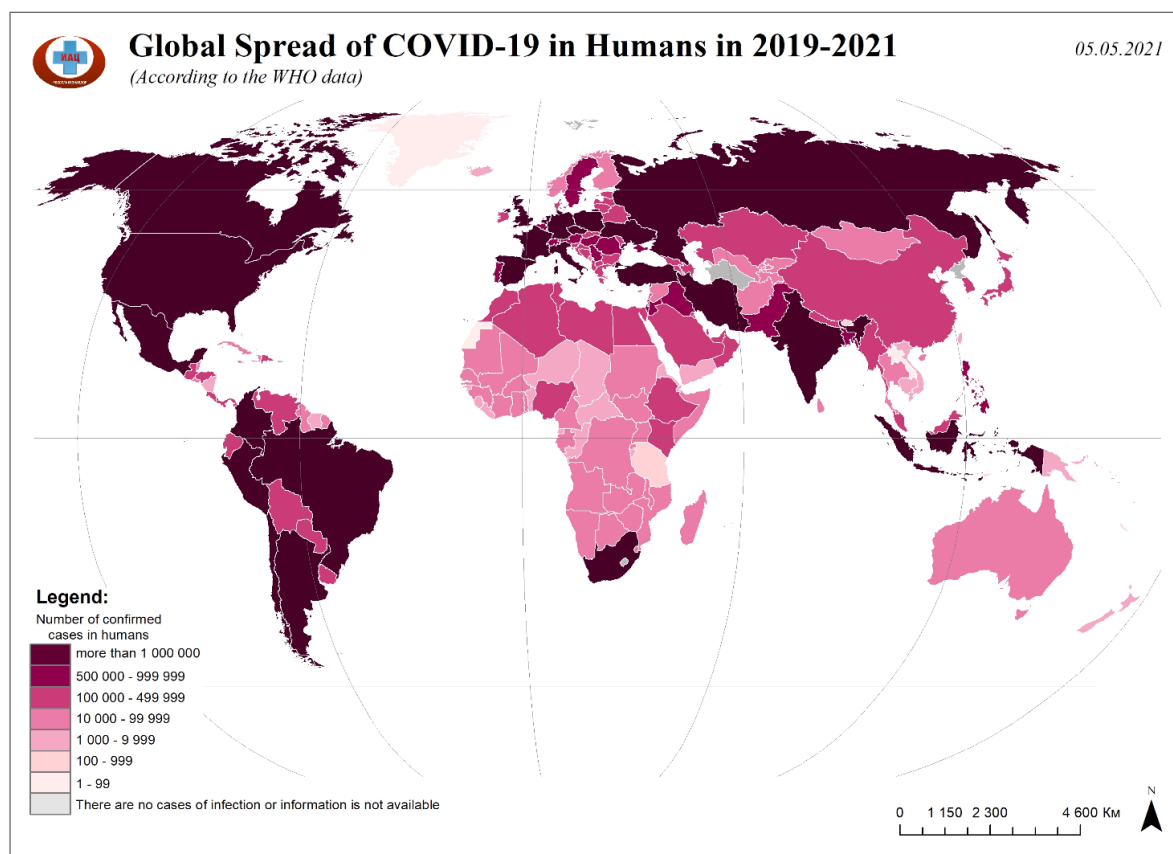 ИАЦ
Global Spread of COVID-19 in Humans in 2019-2021
05.05.2021
(According to the WHO data)
Legend:
Number of confirmed
cases in humans
more than 1 000 000
500 000 - 999 999
100 000 - 499 999
10 000 - 99 999
1 000 - 9 999
100 - 999
1 - 99
There are no cases of infection or information is not available
N
0 1 150 2 300 4 600 Км